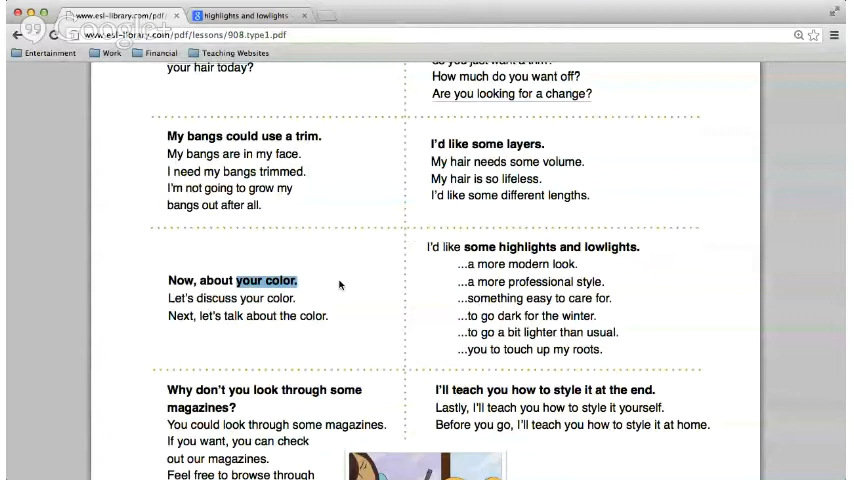 www.esl-library.com/pdf/
highlights and lowlights
Google+
www.esl-library.com/pdf/lessons/908.type1.pdf
Entertainment
Work
Financial
Teaching Websites
your hair today?
do you just want a trim?
How much do you want off?
Are you looking for a change?
My bangs could use a trim.
My bangs are in my face.
I need my bangs trimmed.
I'm not going to grow my
bangs out after all.
I'd like some layers.
My hair needs some volume.
My hair is so lifeless.
I'd like some different lengths.
Now, about your color.
Let's discuss your color.
Next, let's talk about the color.
I'd like some highlights and lowlights.
...a more modern look.
...a more professional style.
...something easy to care for.
...to go dark for the winter.
...to go a bit lighter than usual.
...you to touch up my roots.
Why don't you look through some
magazines?
You could look through some magazines.
If you want, you can check
out our magazines.
Feel free to browse through
I'll teach you how to style it at the end.
Lastly, I'll teach you how to style it yourself.
Before you go, I'll teach you how to style it at home.